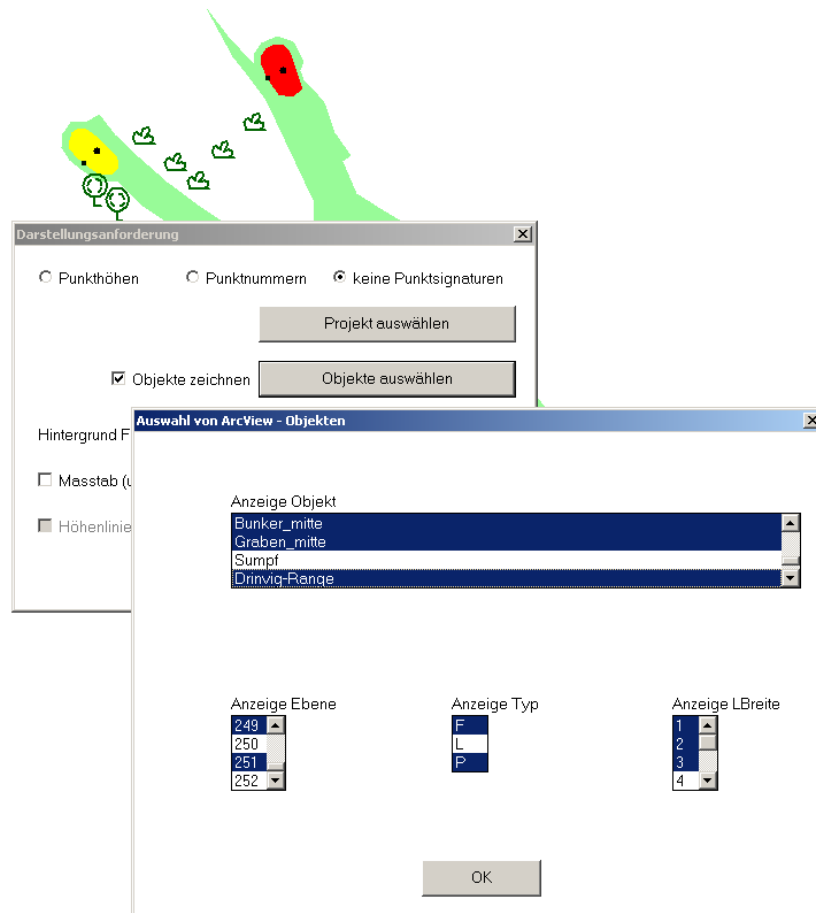 Darstellungsanforderung
Punkthöhen
Punktnummern
keine Punktsignaturen
Projekt auswählen
Objekte zeichnen
Objekte auswählen
Hintergrund F
Masstab (u
Höhenlinie
Auswahl von ArcView - Objekten
Anzeige Objekt
Bunker_mitte
Graben_mitte
Sumpf
Drinvig-Range
Anzeige Ebene
249
250
251
252
Anzeige Typ
F
L
P
Anzeige LBreite
1
2
3
4
OK